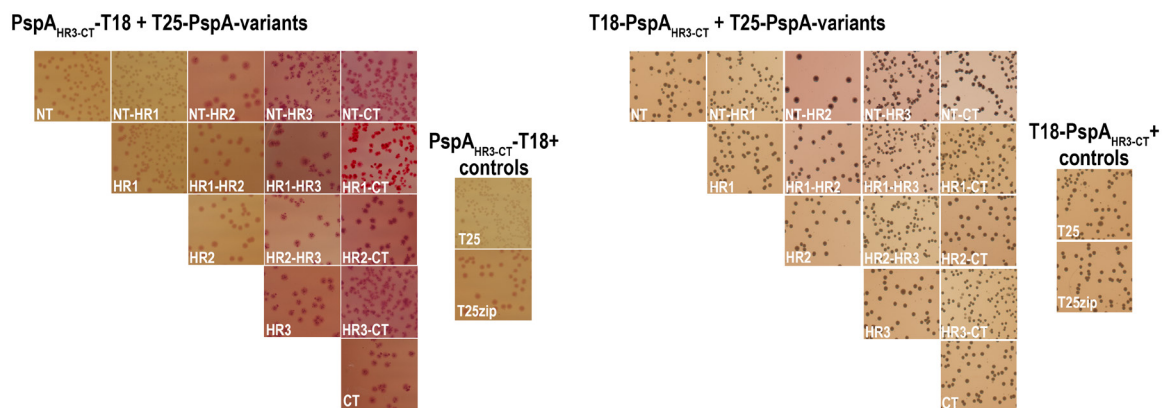 PspAHR3-CT-T18 + T25-PspA-variants
NT
NT-HR1
NT-HR2
NT-HR3
NT-CT
HR1
HR1-HR2
HR1-HR3
HR1-CT
HR2
HR2-HR3
HR2-CT
HR3
HR3-CT
CT
PspAHR3-CT-T18+
controls
T25
T25zip
T18-PspAHR3-CT + T25-PspA-variants
NT
NT-HR1
NT-HR2
NT-HR3
NT-CT
HR1
HR1-HR2
HR1-HR3
HR1-CT
HR2
HR2-HR3
HR2-CT
HR3
HR3-CT
CT
T18-PspAHR3-CT+
controls
T25
T25zip